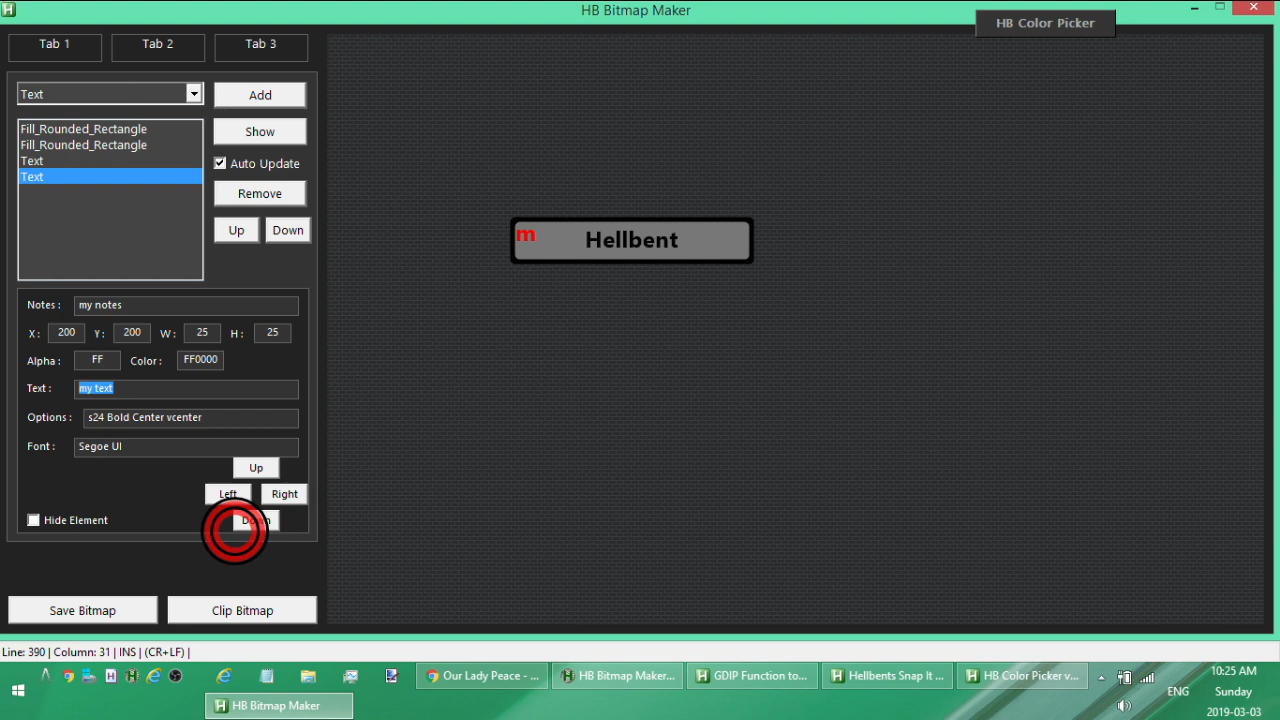 HB Bitmap Maker
HB Color Picker
Tab 1
Tab 2
Tab 3
Text
Add
Fill_Rounded_Rectangle
Fill_Rounded_Rectangle
Text
Text
Show
Auto Update
Remove
Up
Down
m
Hellbent
Notes :
my notes
X :
200
Y :
200
W :
25
H :
25
Alpha :
FF
Color :
FF0000
Text :
my text
Options :
s24 Bold Center vcenter
Font :
Segoe UI
Up
Left
Right
Hide Element
Down
Save Bitmap
Clip Bitmap
Line: 390 | Column: 31 | INS | (CR+LF) |
Our Lady Peace - ...
HB Bitmap Maker...
GDIP Function to...
Hellbents Snap It ...
HB Color Picker v...
HB Bitmap Maker
ENG
10:25 AM
Sunday
2019-03-03